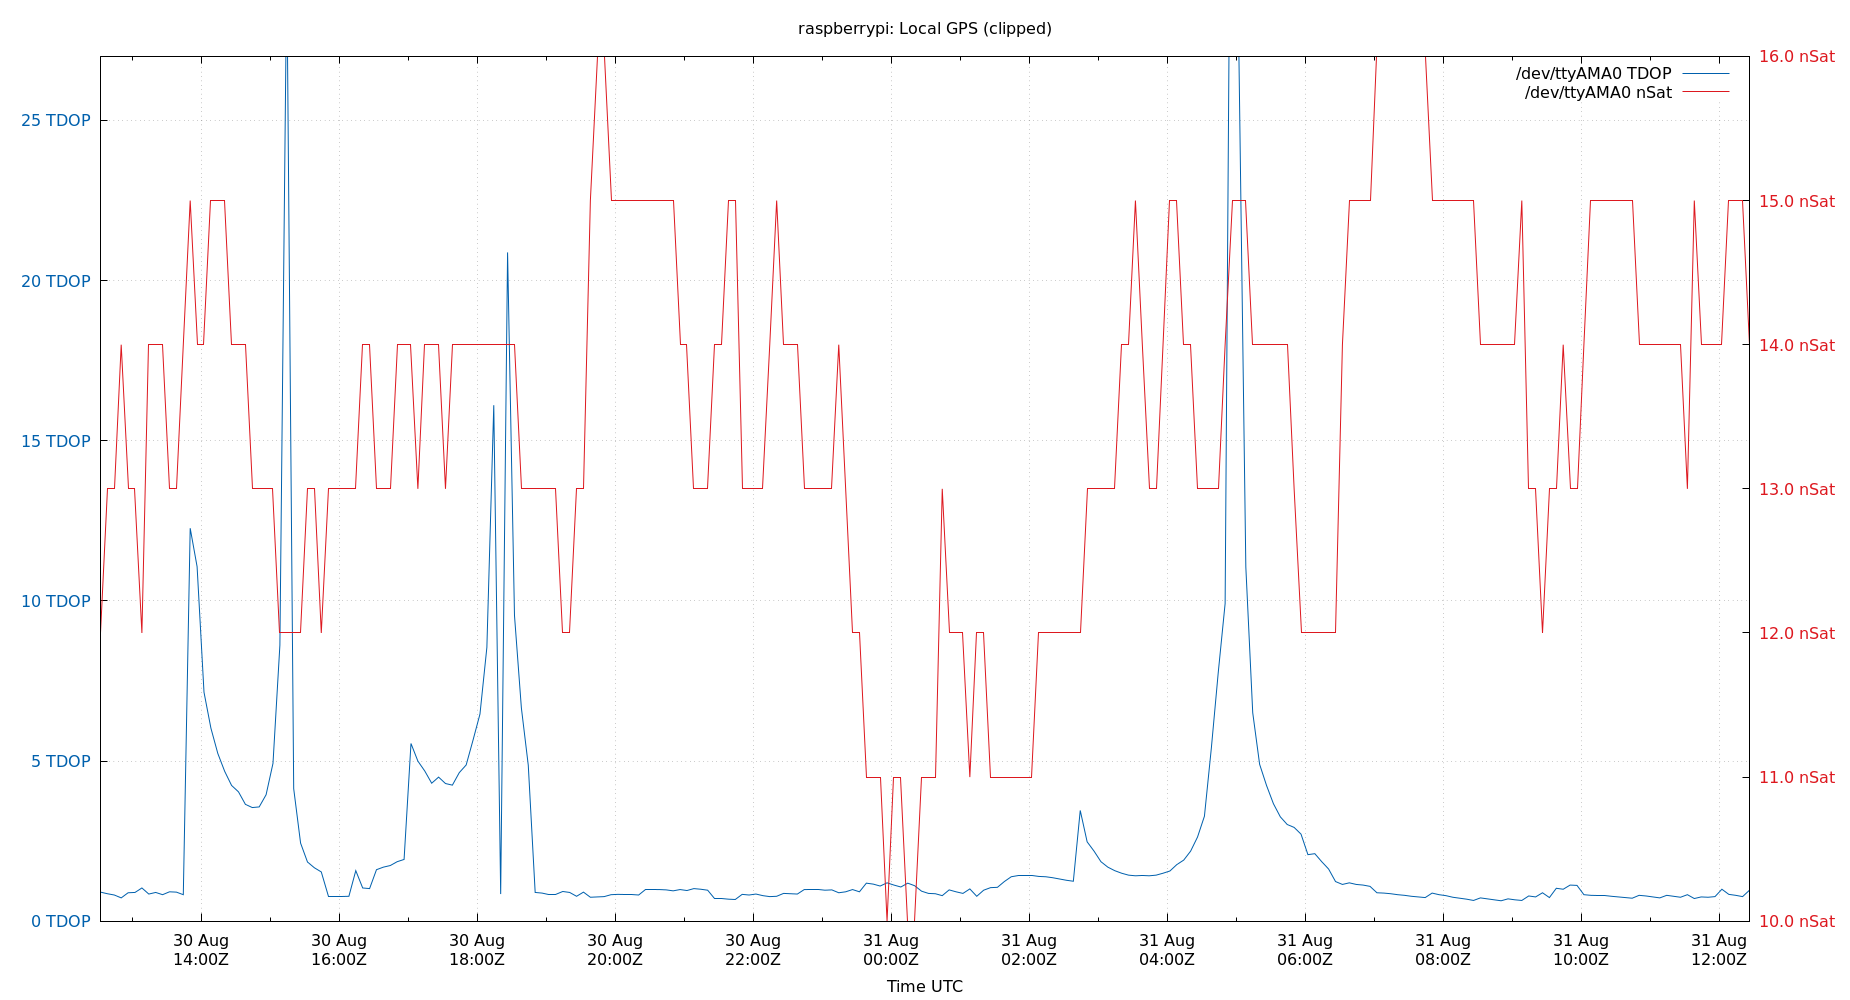 raspberrypi: Local GPS (clipped)
/dev/ttyAMA0 TDOP
/dev/ttyAMA0 nSat
25 TDOP
20 TDOP
15 TDOP
10 TDOP
5 TDOP
0 TDOP
16.0 nSat
15.0 nSat
14.0 nSat
13.0 nSat
12.0 nSat
11.0 nSat
10.0 nSat
30 Aug 30 Aug 30 Aug 30 Aug 30 Aug 31 Aug 31 Aug 31 Aug 31 Aug 31 Aug 31 Aug 31 Aug
14:00Z 16:00Z 18:00Z 20:00Z 22:00Z 00:00Z 02:00Z 04:00Z 06:00Z 08:00Z 10:00Z 12:00Z
Time UTC